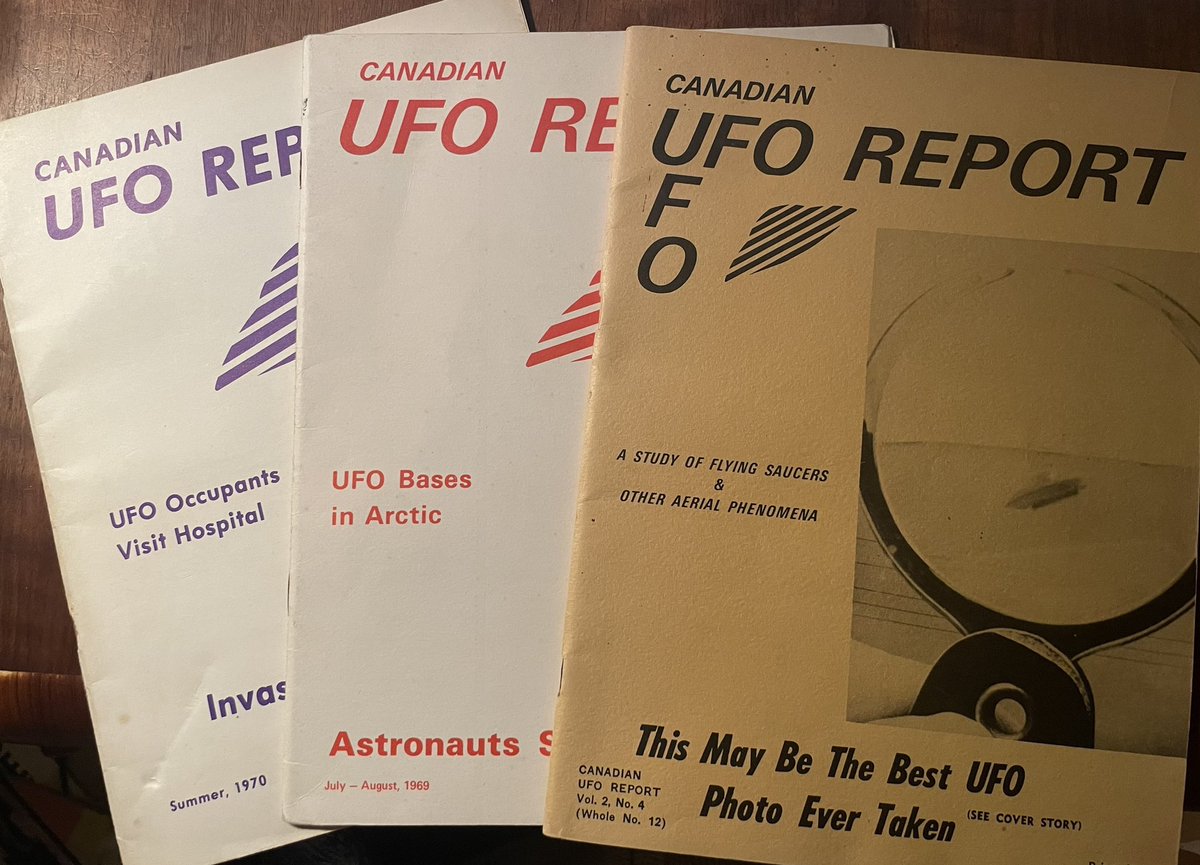 CANADIAN
UFO REP
UFO Occupants
Visit Hospital
Invas
Summer, 1970
CANADIAN
UFO RE
UFO Bases
in Arctic
Astronauts S
July – August, 1969
CANADIAN
UFO REPORT
F
O
A STUDY OF FLYING SAUCERS
&
OTHER AERIAL PHENOMENA
This May Be The Best UFO
Photo Ever Taken (SEE COVER STORY)
CANADIAN
UFO REPORT
Vol. 2, No. 4
(Whole No. 12)